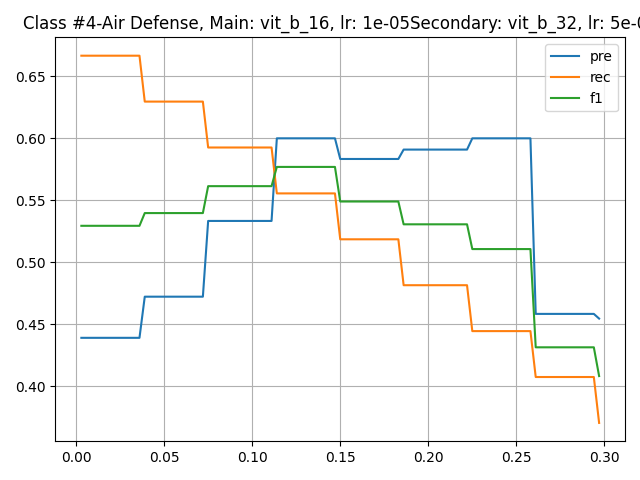 Class #4-Air Defense, Main: vit_b_16, lr: 1e-05Secondary: vit_b_32, lr: 5e-0
pre
rec
f1
0.65
0.60
0.55
0.50
0.45
0.40
0.00 0.05 0.10 0.15 0.20 0.25 0.30